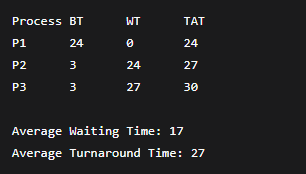 Process BT WT TAT
P1 24 0 24
P2 3 24 27
P3 3 27 30
Average Waiting Time: 17
Average Turnaround Time: 27